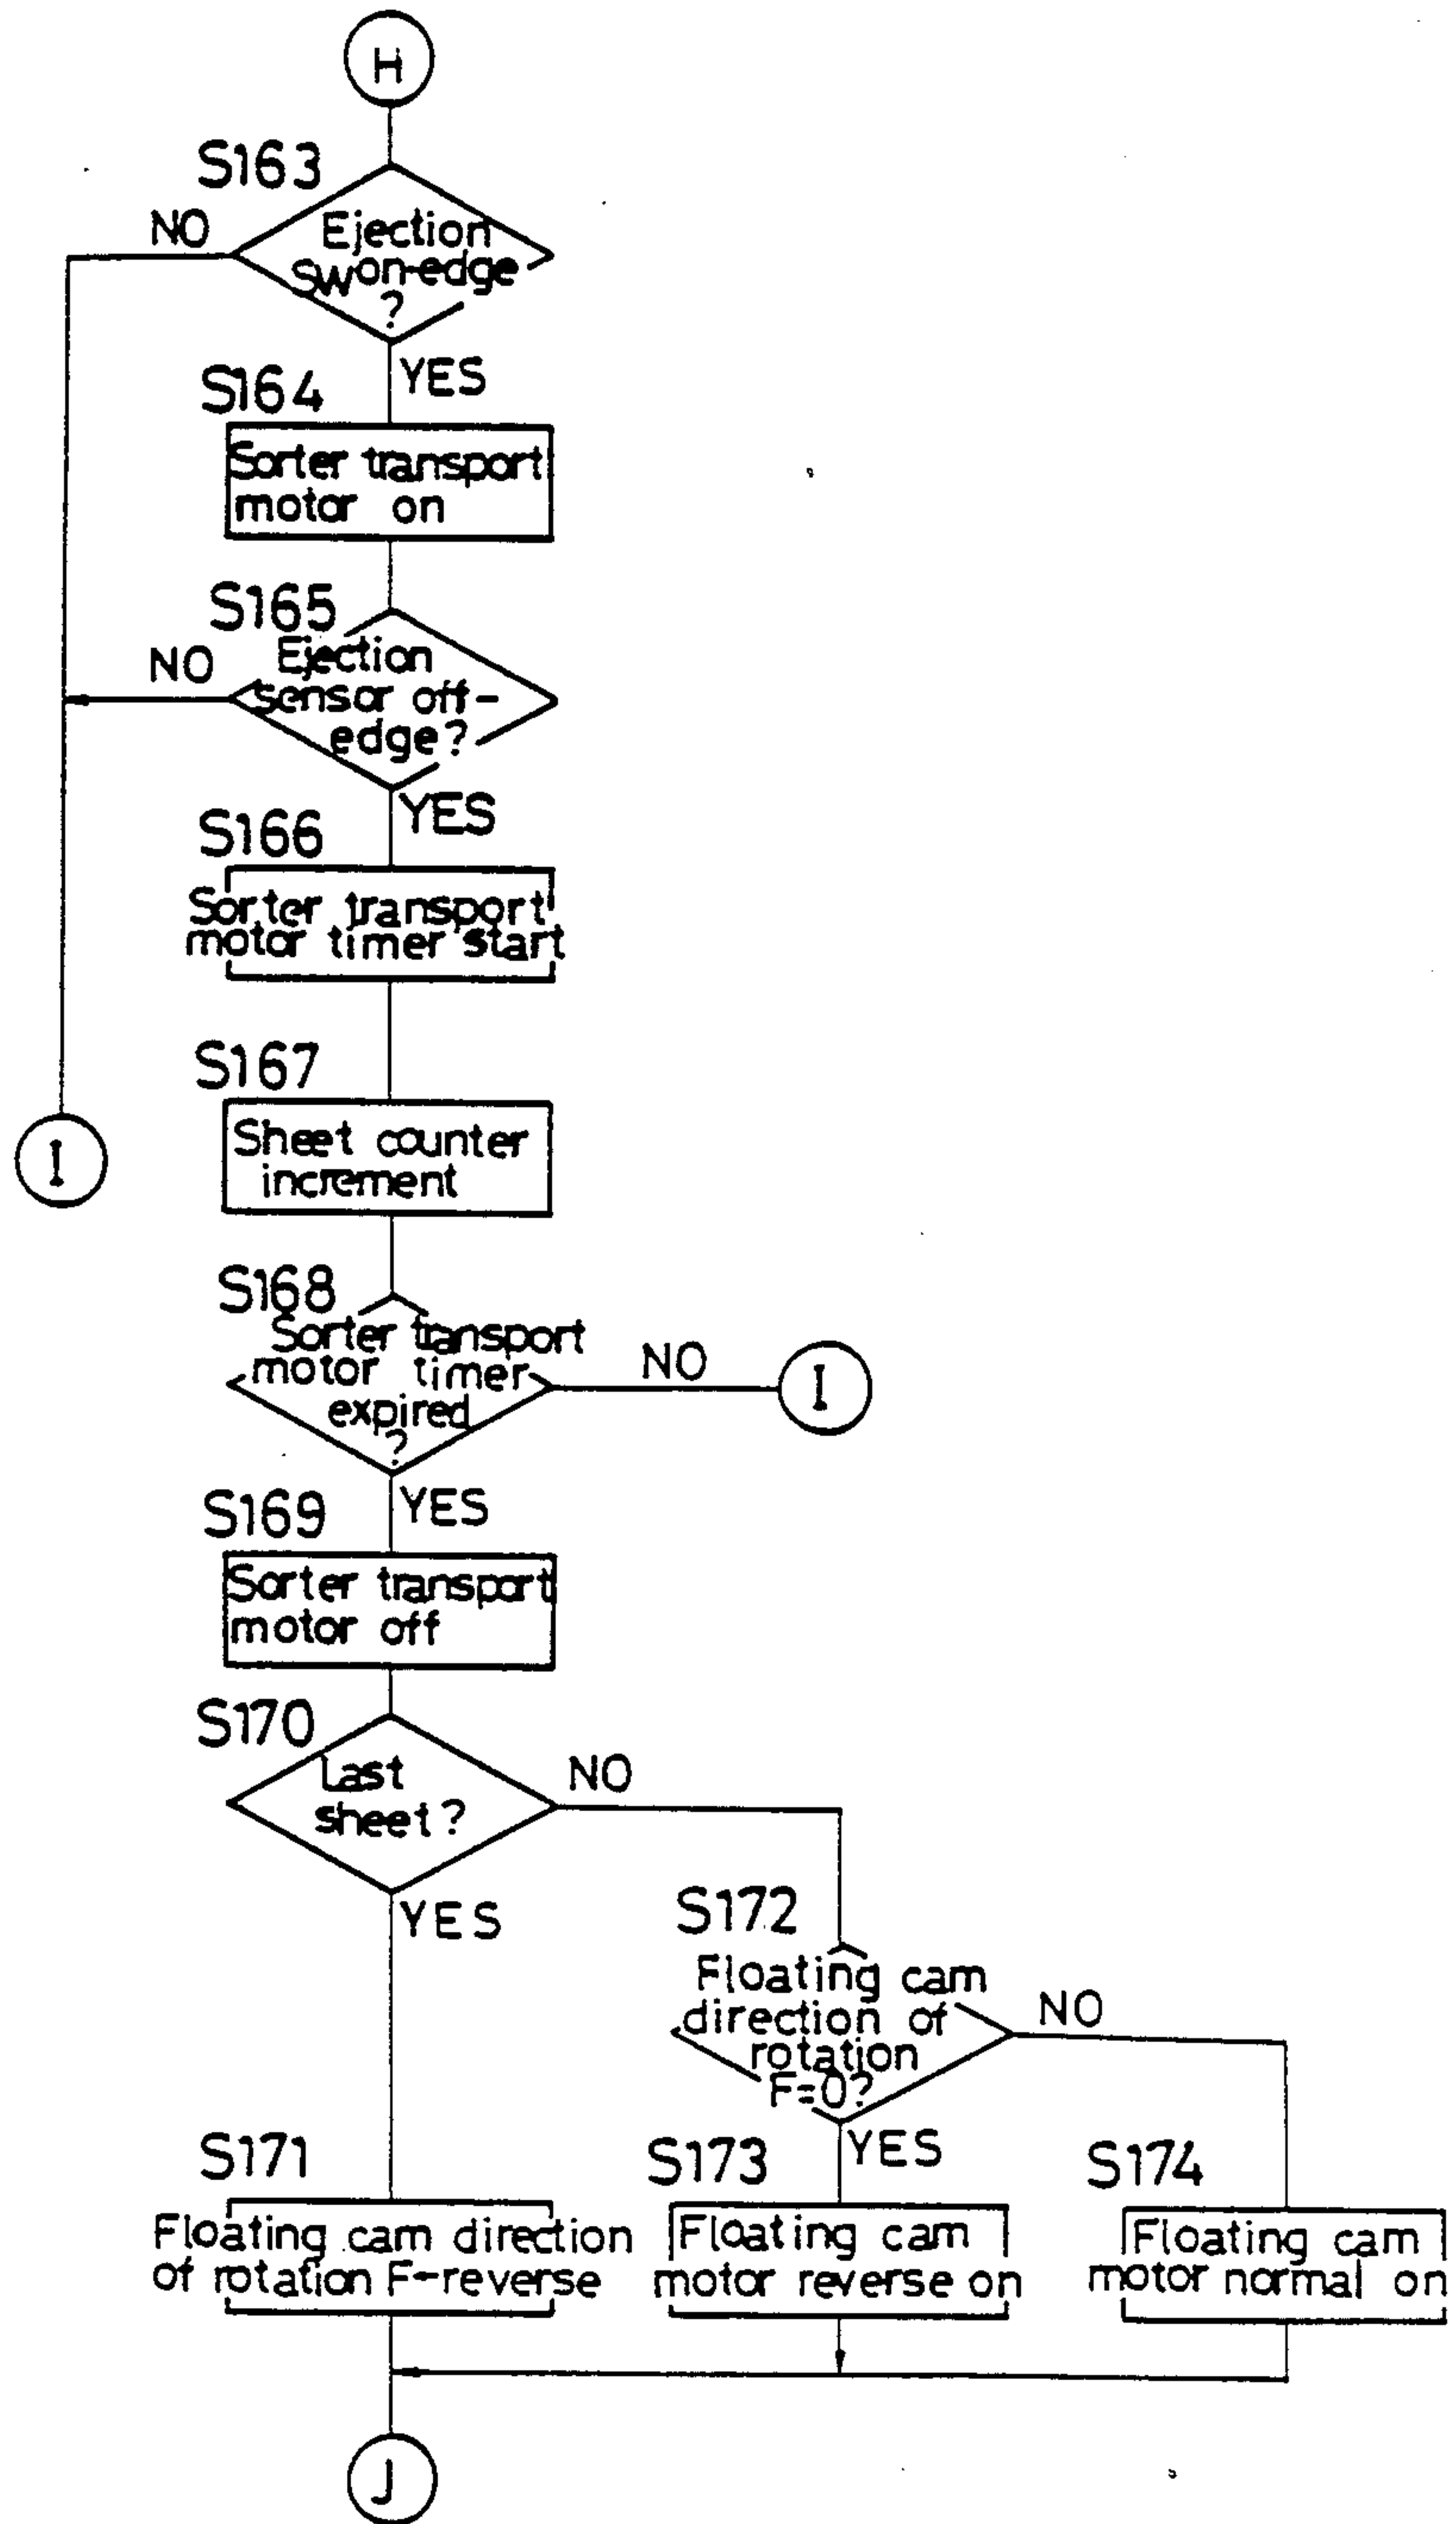 H
S163
NO
Ejection
SW on-edge
?
YES
S164
Sorter transport
motor on
S165
NO
Ejection
sensor off-
edge?
YES
S166
Sorter transport
motor timer start
S167
Sheet counter
increment
I
S168
Sorter transport
motor timer
expired
?
NO
I
YES
S169
Sorter transport
motor off
S170
Last
sheet?
NO
YES
S172
Floating cam
direction of
rotation
F=0?
NO
YES
S171
Floating cam direction
of rotation F-reverse
S173
Floating cam
motor reverse on
S174
Floating cam
motor normal on
J